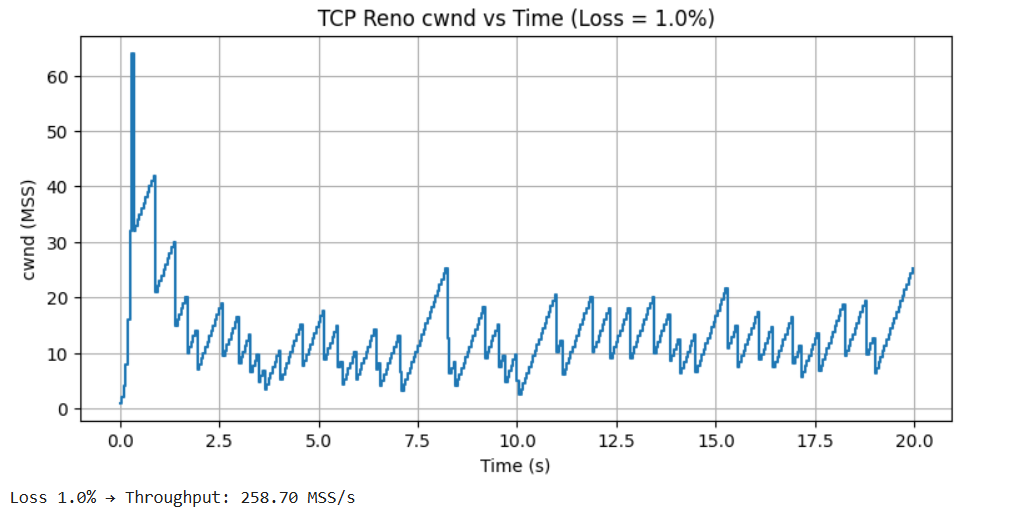 TCP Reno cwnd vs Time (Loss = 1.0%)
cwnd (MSS)
60
50
40
30
20
10
0
0.0 2.5 5.0 7.5 10.0 12.5 15.0 17.5 20.0
Time (s)
Loss 1.0% → Throughput: 258.70 MSS/s